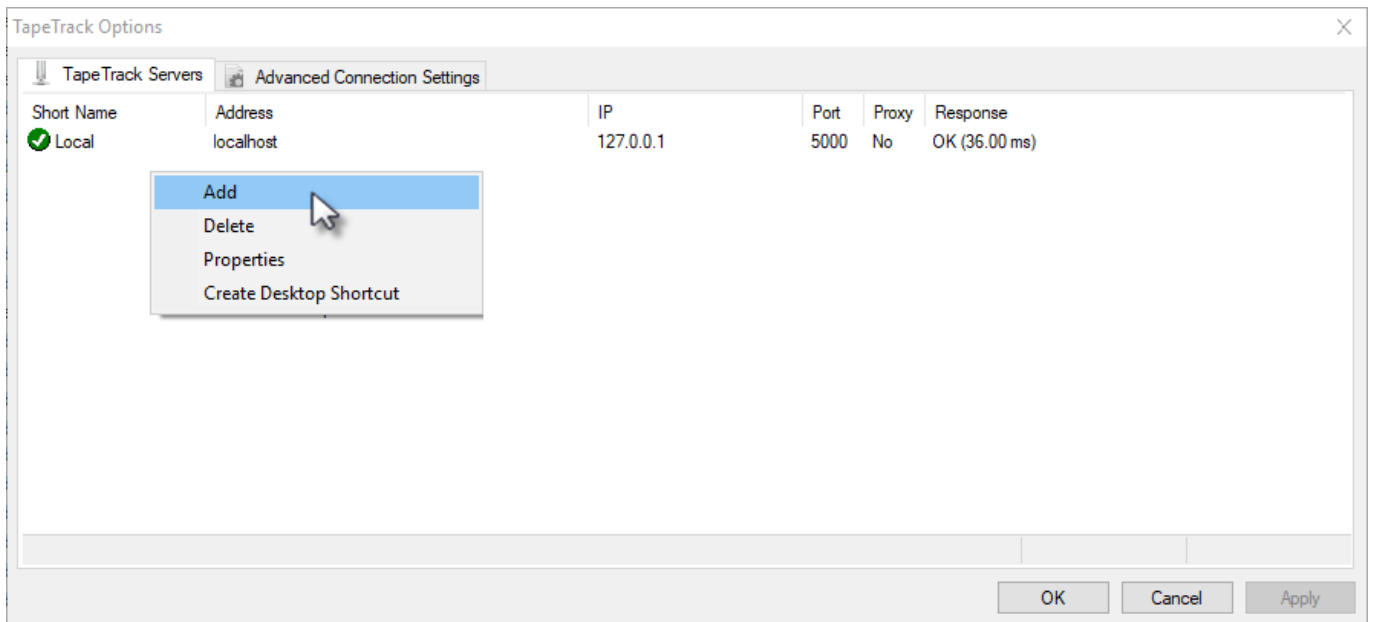 TapeTrack Options
TapeTrack Servers Advanced Connection Settings
Short Name Address IP Port Proxy Response
Local localhost 127.0.0.1 5000 No OK (36.00 ms)
Add
Delete
Properties
Create Desktop Shortcut
OK Cancel Apply